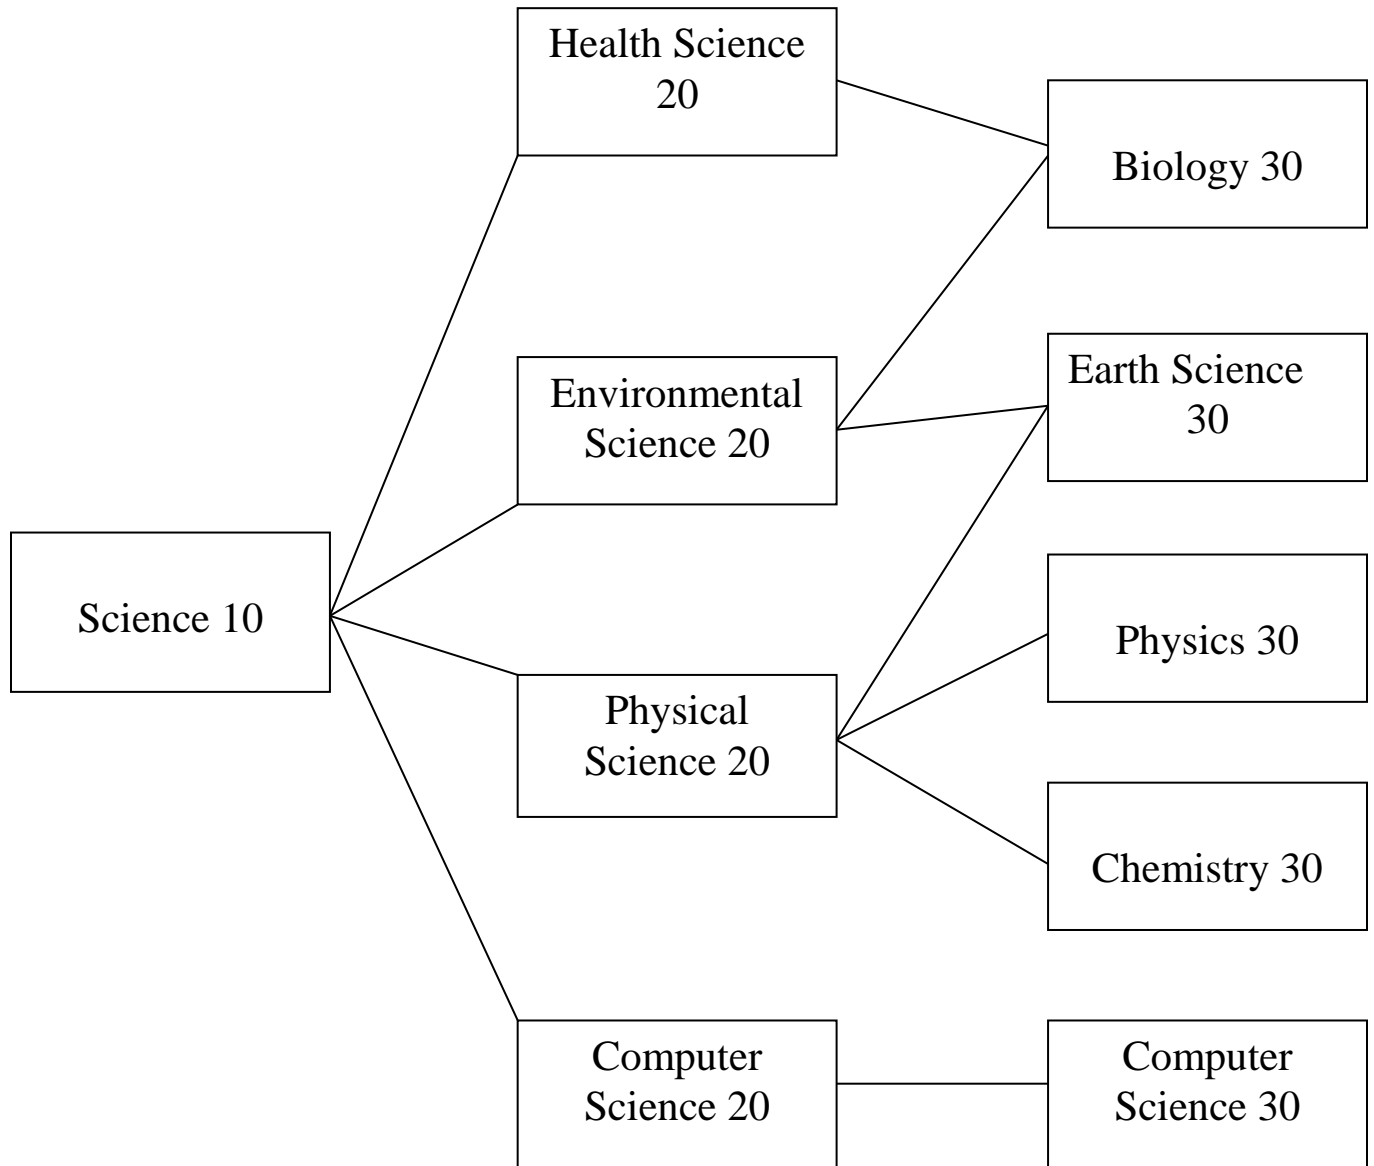 Health Science
20
Biology 30
Environmental
Science 20
Earth Science
30
Science 10
Physics 30
Physical
Science 20
Chemistry 30
Computer
Science 20
Computer
Science 30